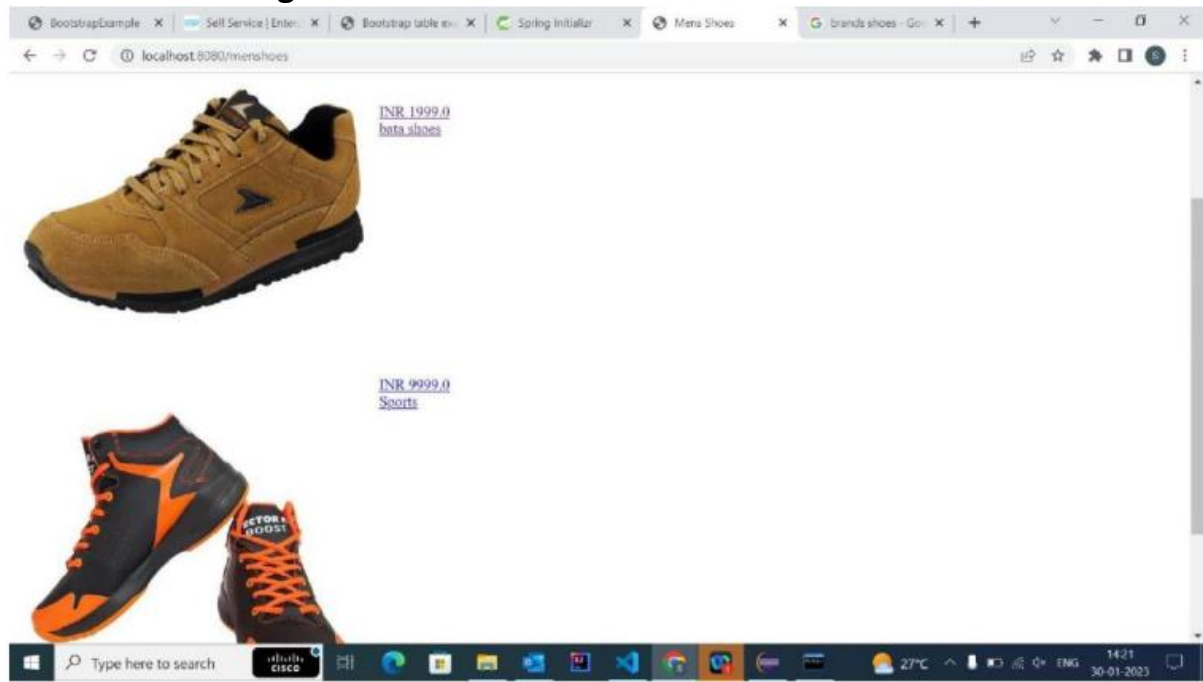 BootstrapExample
Self Service | Enter
Bootstrap table ex
Spring Initializr
Mens Shoes
G brands shoes - Go
localhost:8080/menshoes
S
INR 1999.0
bata shoes
INR 9999.0
Sports
VECTOR X
BOOST
Type here to search
CISCO
27°C
ENG
14:21
30-01-2023